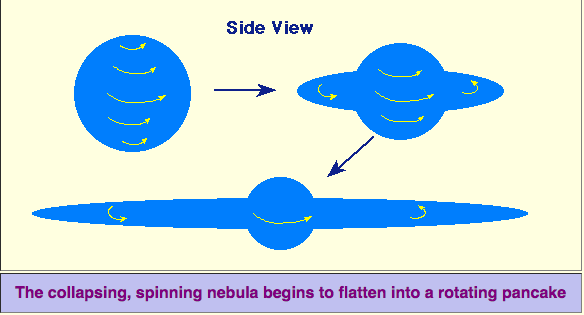 Side View
The collapsing, spinning nebula begins to flatten into a rotating pancake